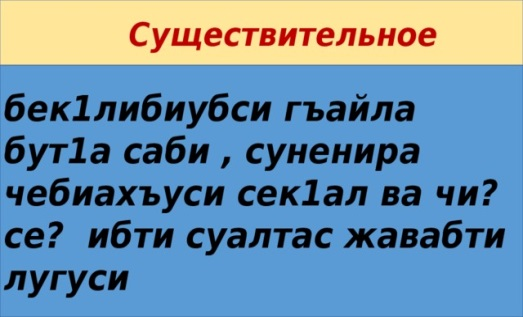 Существительное
бек1либиубси гъайла
бут1а саби , суненира
чебиахъуси сек1ал ва чи?
се?  ибти суалтас жавабти
лугуси